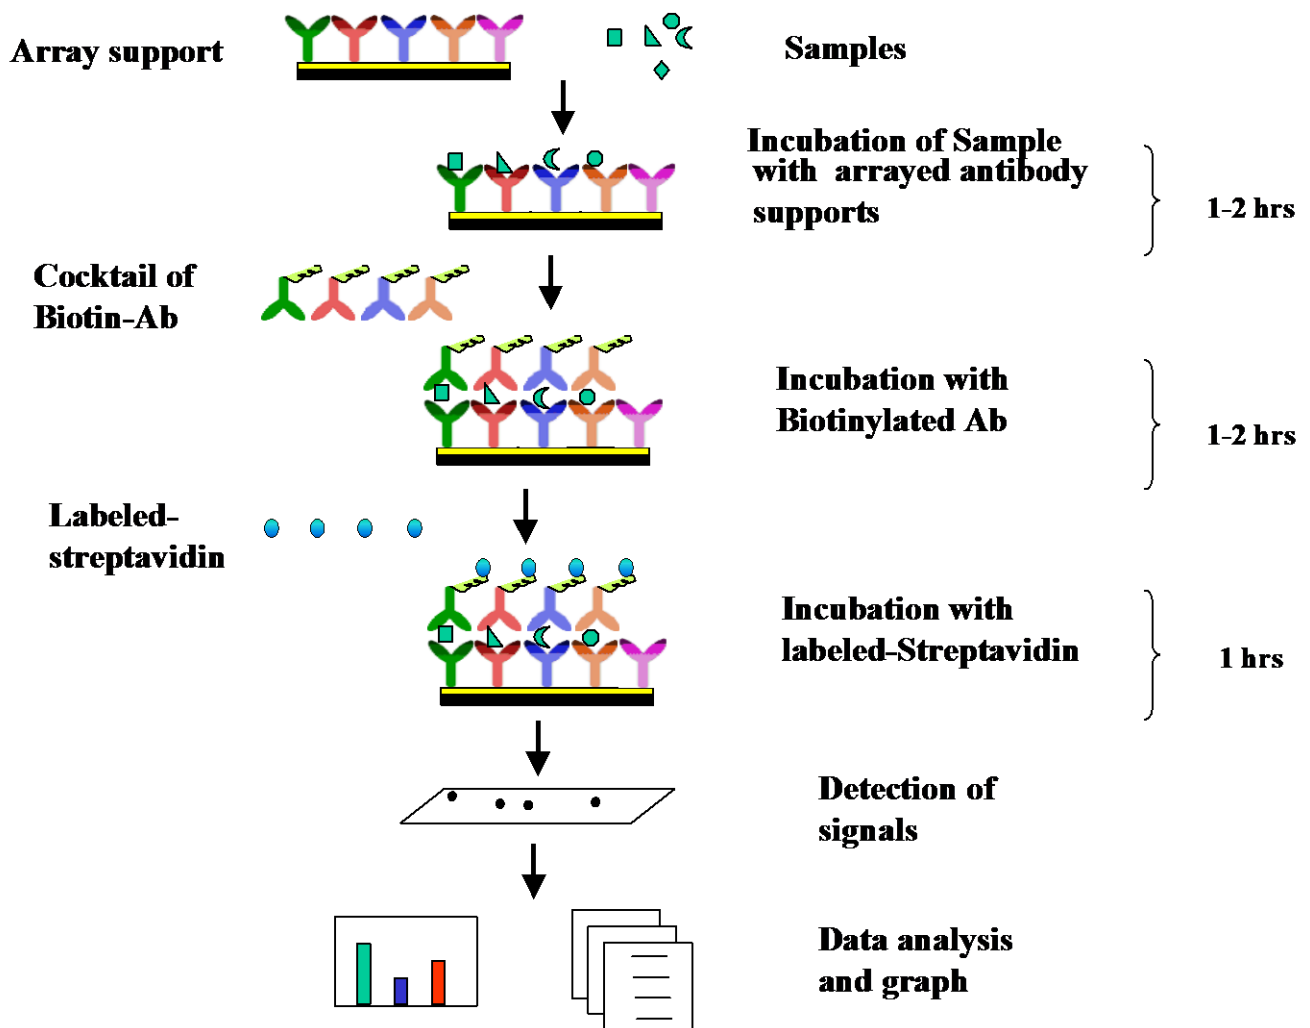 Array support
Samples
Incubation of Sample
with arrayed antibody
supports
1-2 hrs
Cocktail of
Biotin-Ab
Incubation with
Biotinylated Ab
1-2 hrs
Labeled-
streptavidin
Incubation with
labeled-Streptavidin
1 hrs
Detection of
signals
Data analysis
and graph